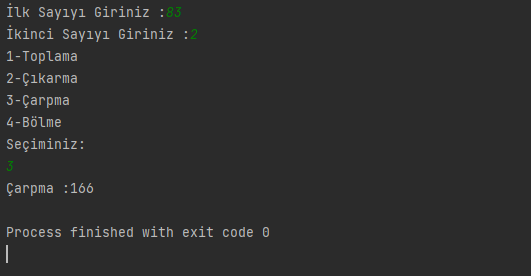 İlk Sayıyı Giriniz :83
İkinci Sayıyı Giriniz :2
1-Toplama
2-Çıkarma
3-Çarpma
4-Bölme
Seçiminiz:
3
Çarpma :166
Process finished with exit code 0